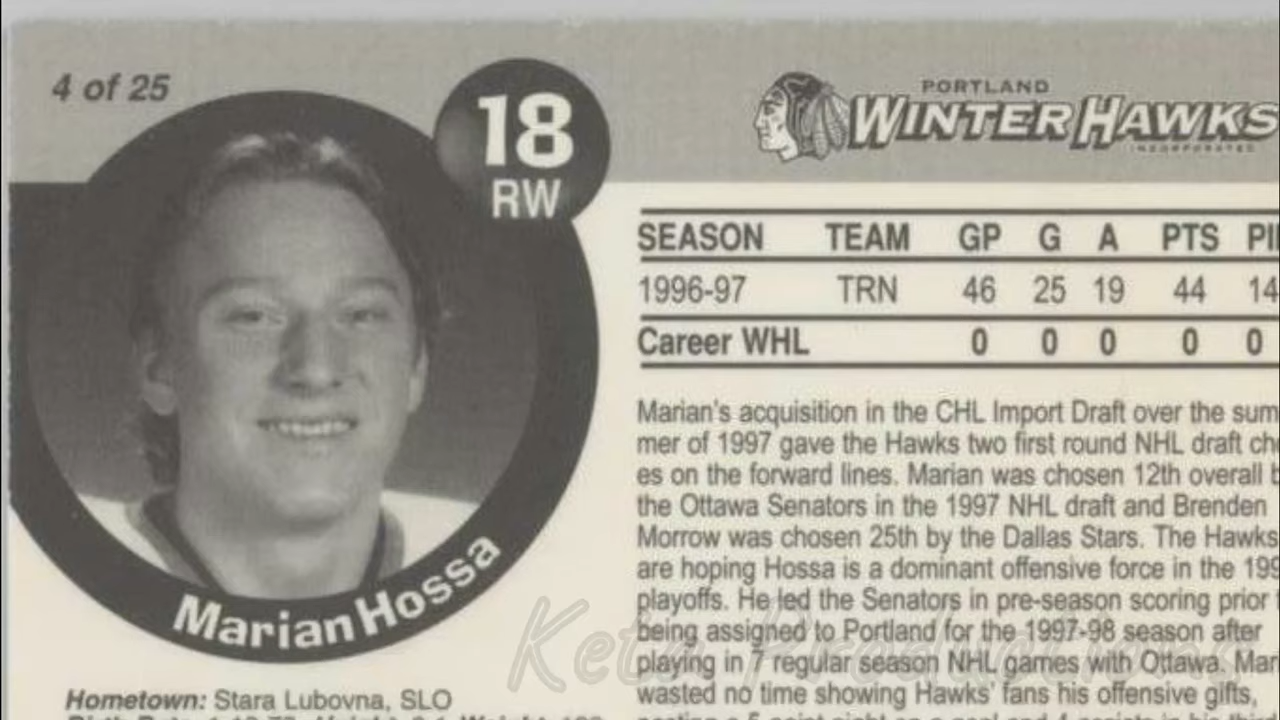 4 of 25
18
RW
PORTLAND
WINTER HAWKS
INCORPORATED
SEASON TEAM GP G A PTS PI
1996-97 TRN 46 25 19 44 14
Career WHL 0 0 0 0 0
Marian's acquisition in the CHL Import Draft over the sum-
mer of 1997 gave the Hawks two first round NHL draft
es on the forward lines. Marian was chosen 12th overall
the Ottawa Senators in the 1997 NHL draft and Brenden
Morrow was chosen 25th by the Dallas Stars. The Hawks
are hoping Hossa is a dominant offensive force in the
playoffs. He led the Senators in pre-season scoring prior
being assigned to Portland for the 1997-98 season after
playing in 7 regular season NHL games with Ottawa.
wasted no time showing Hawks' fans his offensive gifts,
Marian Hossa
Hometown: Stara Lubovna, SLO